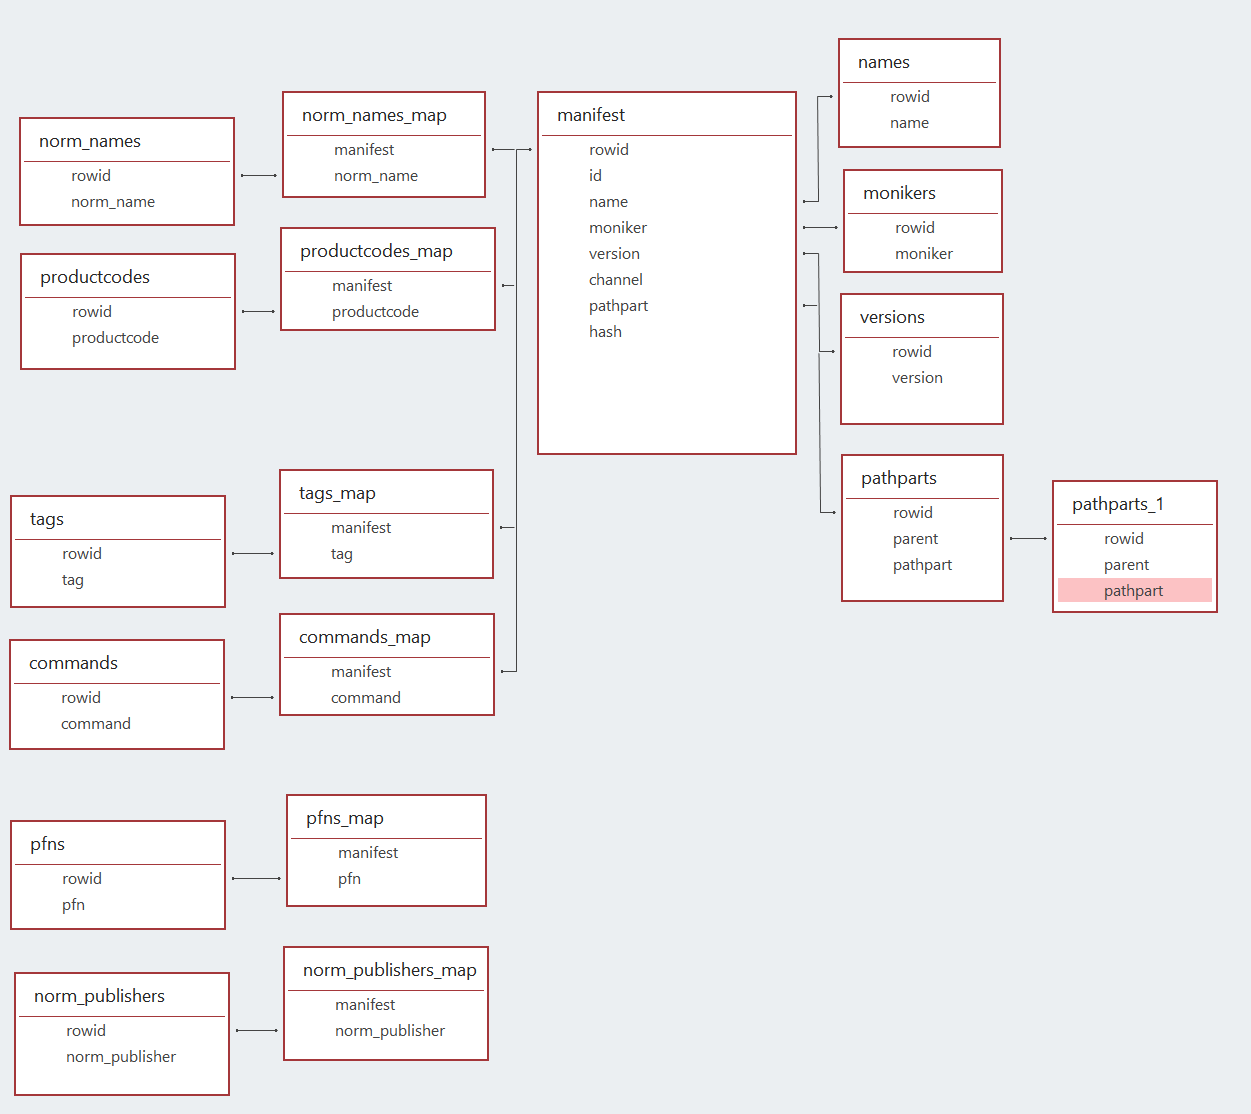 norm_names
rowid
norm_name
productcodes
rowid
productcode
tags
rowid
tag
commands
rowid
command
pfns
rowid
pfn
norm_publishers
rowid
norm_publisher
norm_names_map
manifest
norm_name
productcodes_map
manifest
productcode
tags_map
manifest
tag
commands_map
manifest
command
pfns_map
manifest
pfn
norm_publishers_map
manifest
norm_publisher
manifest
rowid
id
name
moniker
version
channel
pathpart
hash
names
rowid
name
monikers
rowid
moniker
versions
rowid
version
pathparts
rowid
parent
pathpart
pathparts_1
rowid
parent
pathpart